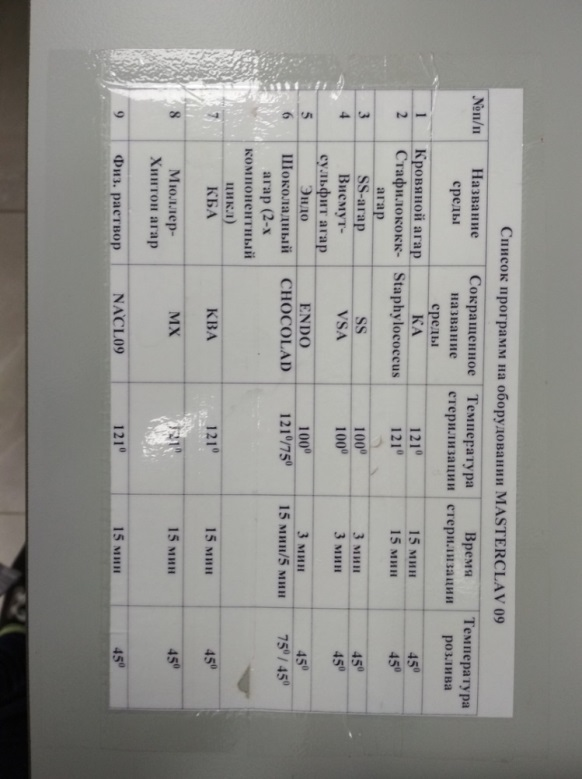 Список программ на оборудовании MASTERCLAV 09
№п/п Название среды Сокращенное название среды Температура стерилизации Время стерилизации Температура розлива
1 Кровяной агар КА 121⁰ 15 мин 45⁰
2 Стафилококк-агар Staphylococcus 121⁰ 15 мин 45⁰
3 SS-агар SS 100⁰ 3 мин 45⁰
4 Висмут-сульфит агар VSA 100⁰ 3 мин 45⁰
5 Эндо ENDO 100⁰ 3 мин 45⁰
6 Шоколадный агар (2-х компонентный цикл) CHOCOLAD 121⁰/75⁰ 15 мин/5 мин 75⁰ / 45⁰
7 КБА KBA 121⁰ 15 мин 45⁰
8 Мюллер-Хинтон агар МХ 121⁰ 15 мин 45⁰
9 Физ. раствор NACL09 121⁰ 15 мин 45⁰